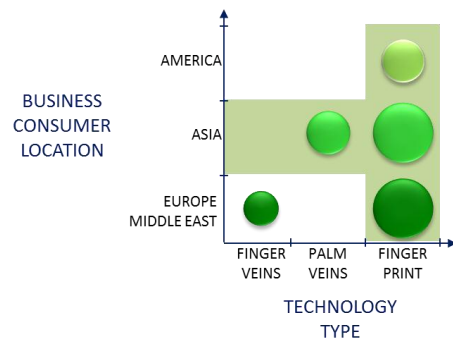 AMERICA
BUSINESS
CONSUMER
LOCATION
ASIA
EUROPE
MIDDLE EAST
FINGER
VEINS
PALM
VEINS
FINGER
PRINT
TECHNOLOGY
TYPE